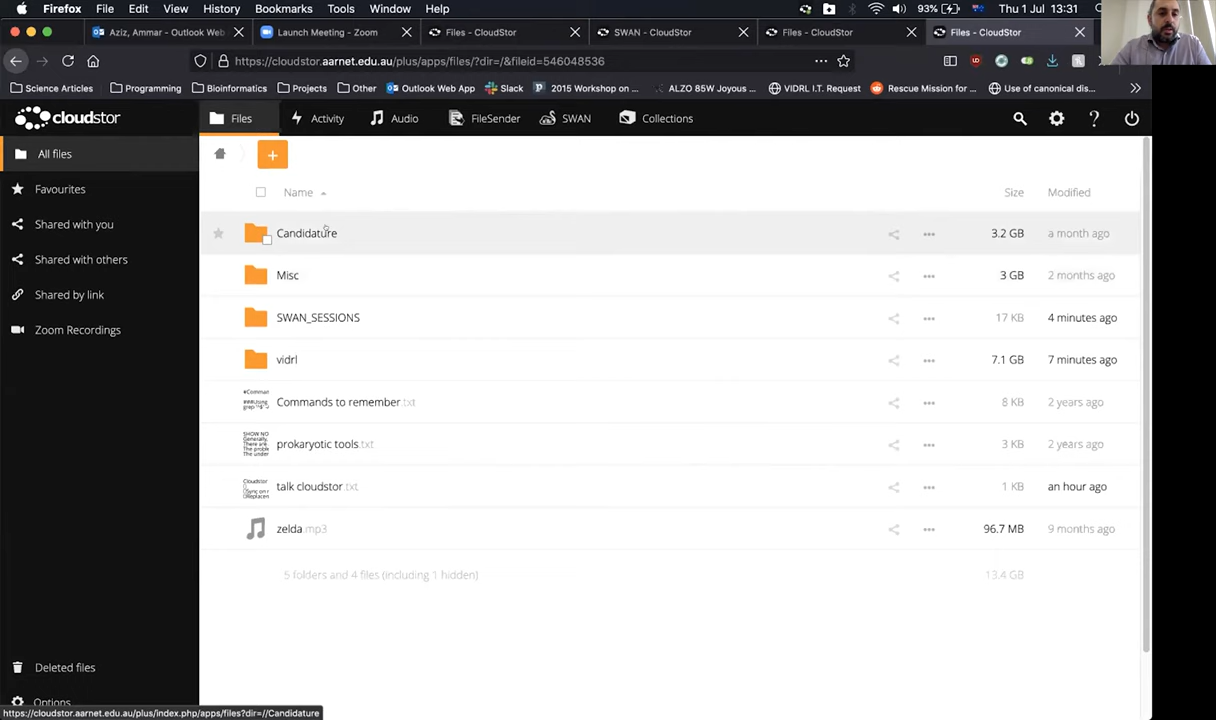 Firefox File Edit View History Bookmarks Tools Window Help 93% Thu 1 Jul 13:31
Aziz, Ammar - Outlook Web Launch Meeting - Zoom Files - CloudStor SWAN - CloudStor Files - CloudStor Files - CloudStor
https://cloudstor.aarnet.edu.au/plus/apps/files/?dir=/&fileid=546048536
Science Articles Programming Bioinformatics Projects Other Outlook Web App Slack 2015 Workshop on ... ALZO 85W Joyous ... VIDRL I.T. Request Rescue Mission for ... Use of canonical dis...
cloudstor Files Activity Audio FileSender SWAN Collections
All files
Favourites
Shared with you
Shared with others
Shared by link
Zoom Recordings
Name Size Modified
Candidature 3.2 GB a month ago
Misc 3 GB 2 months ago
SWAN_SESSIONS 17 KB 4 minutes ago
vidrl 7.1 GB 7 minutes ago
Commands to remember.txt 8 KB 2 years ago
prokaryotic tools.txt 3 KB 2 years ago
talk cloudstor.txt 1 KB an hour ago
zelda.mp3 96.7 MB 9 months ago
5 folders and 4 files (including 1 hidden) 13.4 GB
Deleted files
Options
https://cloudstor.aarnet.edu.au/plus/index.php/apps/files?dir=//Candidature